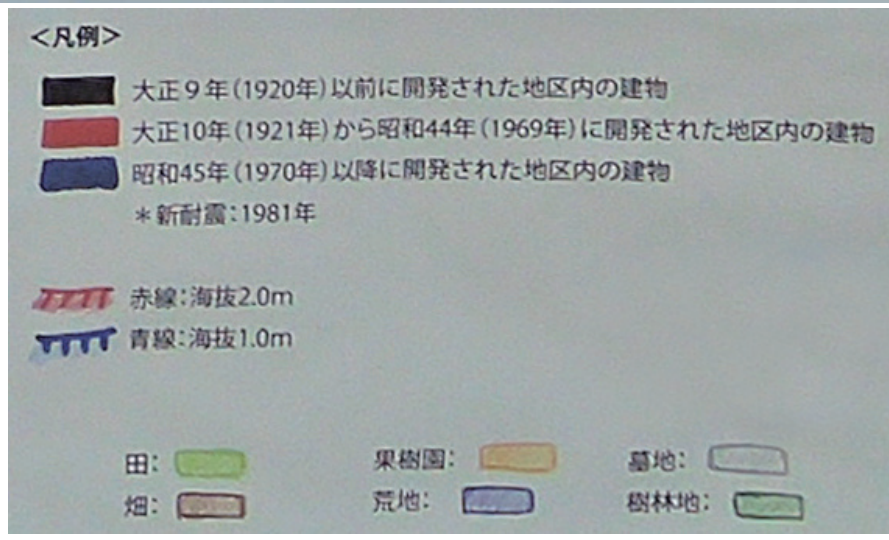 ＜凡例＞
大正９年(1920年)以前に開発された地区内の建物
大正10年(1921年)から昭和44年(1969年)に開発された地区内の建物
昭和45年(1970年)以降に開発された地区内の建物
＊新耐震：1981年
赤線：海抜2.0m
青線：海抜1.0m
田： 果樹園： 墓地：
畑： 荒地： 樹林地：